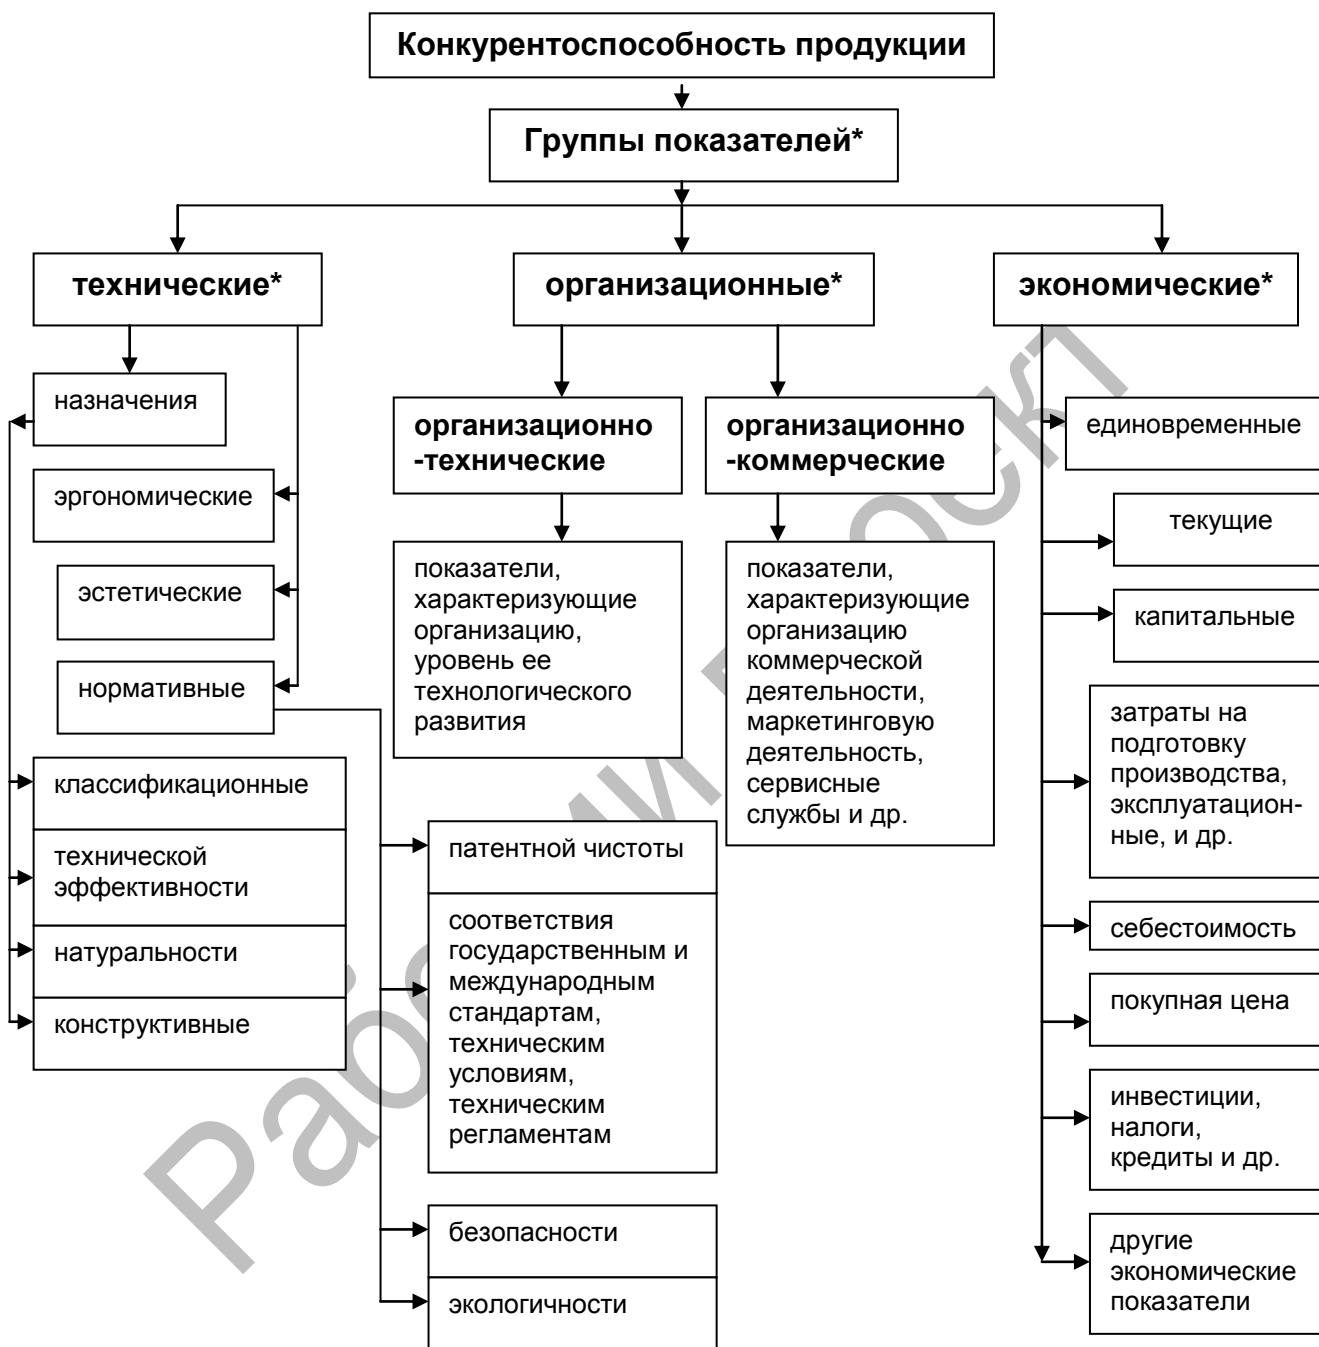 Конкурентоспособность продукции
Группы показателей*
технические*
организационные*
экономические*
назначения
эргономические
эстетические
нормативные
классификационные
технической
эффективности
натуральности
конструктивные
организационно
-технические
показатели,
характеризующие
организацию,
уровень ее
технологического
развития
организационно
-коммерческие
показатели,
характеризующие
организацию
коммерческой
деятельности,
маркетинговую
деятельность,
сервисные
службы и др.
патентной чистоты
соответствия
государственным и
международным
стандартам,
техническим
условиям,
техническим
регламентам
безопасности
экологичности
единовременные
текущие
капитальные
затраты на
подготовку
производства,
эксплуатацион-
ные, и др.
себестоимость
покупная цена
инвестиции,
налоги,
кредиты и др.
другие
экономические
показатели